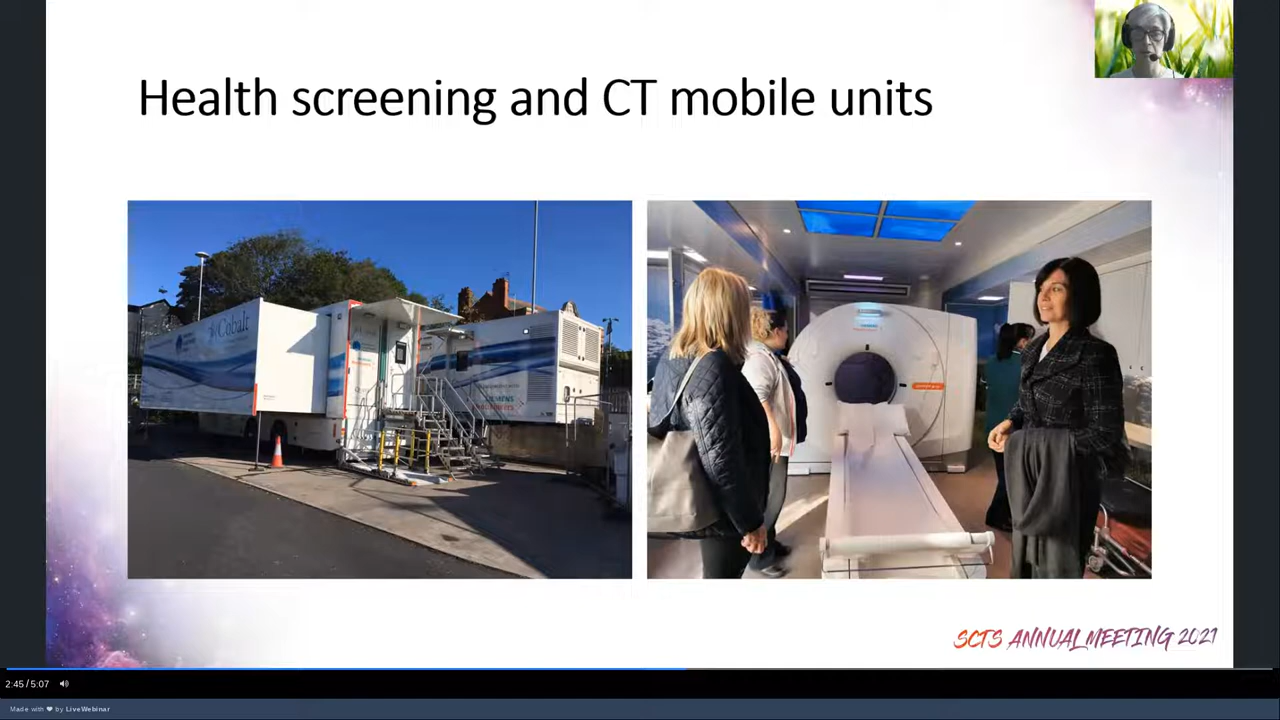 Health screening and CT mobile units
Cobalt
SIEMENS
SCTS ANNUAL MEETING 2021
2:45 / 5:07
Made with ❤ by LiveWebinar